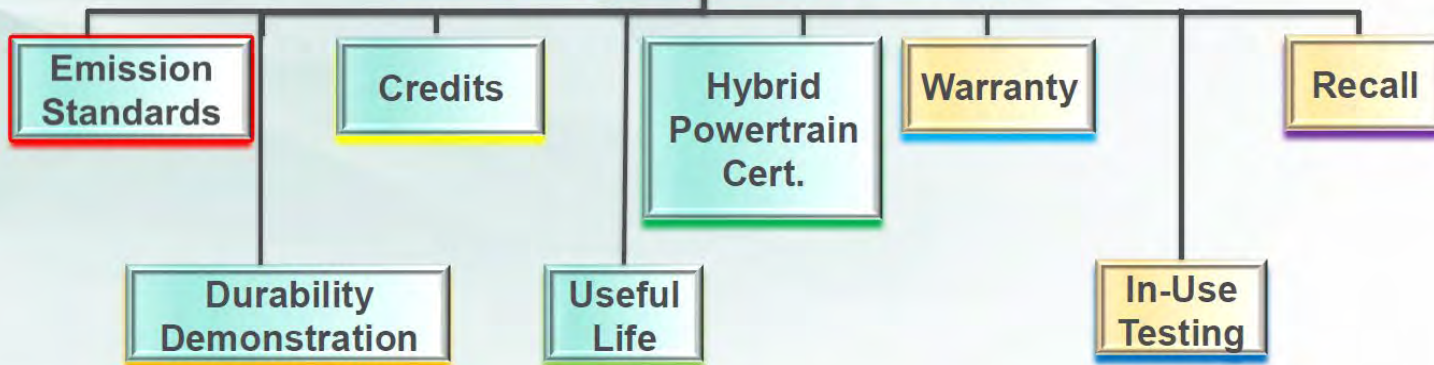 Emission
Standards
Credits
Hybrid
Powertrain
Cert.
Warranty
Recall
Durability
Demonstration
Useful
Life
In-Use
Testing